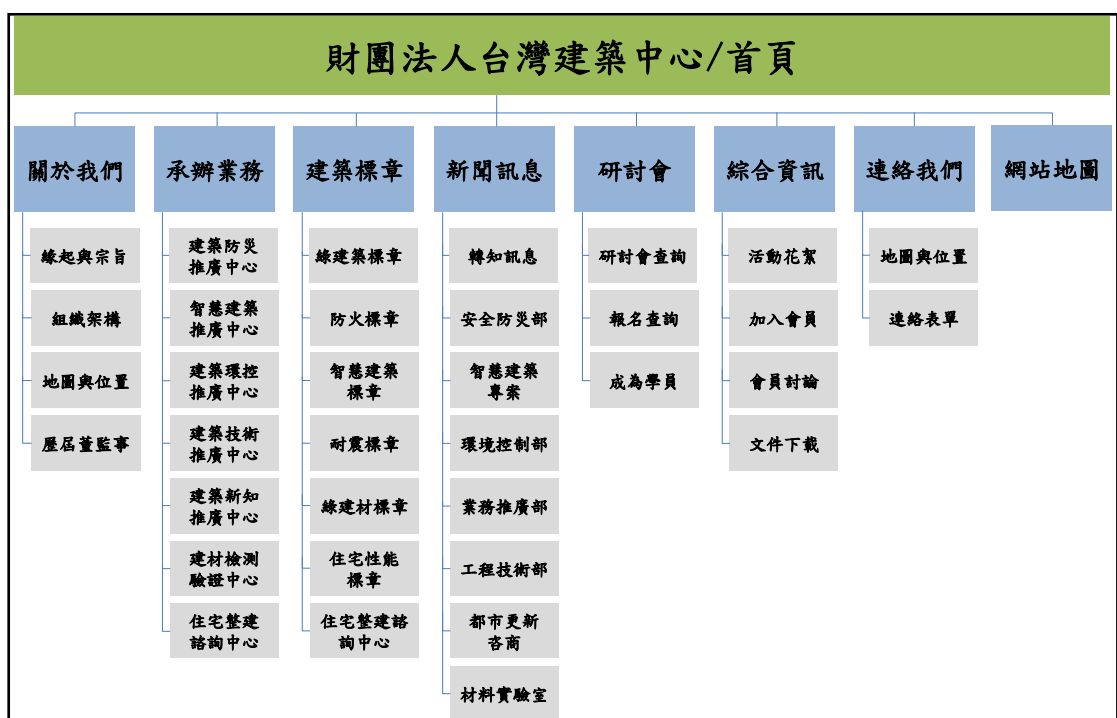 財團法人台灣建築中心/首頁
關於我們
承辦業務
建築標章
新聞訊息
研討會
綜合資訊
連絡我們
網站地圖
緣起與宗旨
組織架構
地圖與位置
歷屆董監事
建築防災
推廣中心
智慧建築
推廣中心
建築環控
推廣中心
建築技術
推廣中心
建築新知
推廣中心
建材檢測
驗證中心
住宅整建
諮詢中心
綠建築標章
防火標章
智慧建築
標章
耐震標章
綠建材標章
住宅性能
標章
住宅整建諮
詢中心
轉知訊息
安全防災部
智慧建築
專案
環境控制部
業務推廣部
工程技術部
都市更新
咨商
材料實驗室
研討會查詢
報名查詢
成為學員
活動花絮
加入會員
會員討論
文件下載
地圖與位置
連絡表單